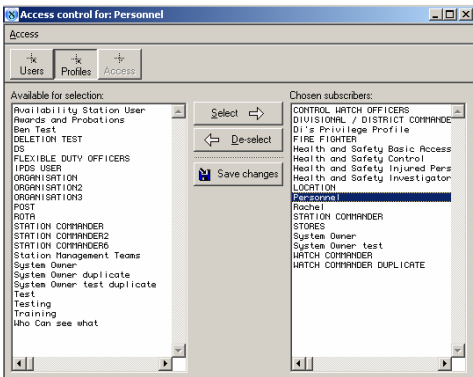 Access control for: Personnel
Access
Users Profiles Access
Available for selection:
Availability Station User
Awards and Probations
Ben Test
DELETION TEST
DS
FLEXIBLE DUTY OFFICERS
IPDS USER
ORGANISATION
ORGANISATION2
ORGANISATION3
POST
ROTA
STATION COMMANDER
STATION COMMANDER2
STATION COMMANDER6
Station Management Teams
System Owner
System Owner duplicate
System Owner test duplicate
Test
Testing
Training
Who Can see what
Select
De-select
Save changes
Chosen subscribers:
CONTROL WATCH OFFICERS
DIVISIONAL / DISTRICT COMMANDE
Di's Privilege Profile
FIRE FIGHTER
Health and Safety Basic Access
Health and Safety Control
Health and Safety Injured Pers
Health and Safety Investigator
LOCATION
Personnel
Rachel
STATION COMMANDER
STORES
System Owner
System Owner test
WATCH COMMANDER
WATCH COMMANDER DUPLICATE